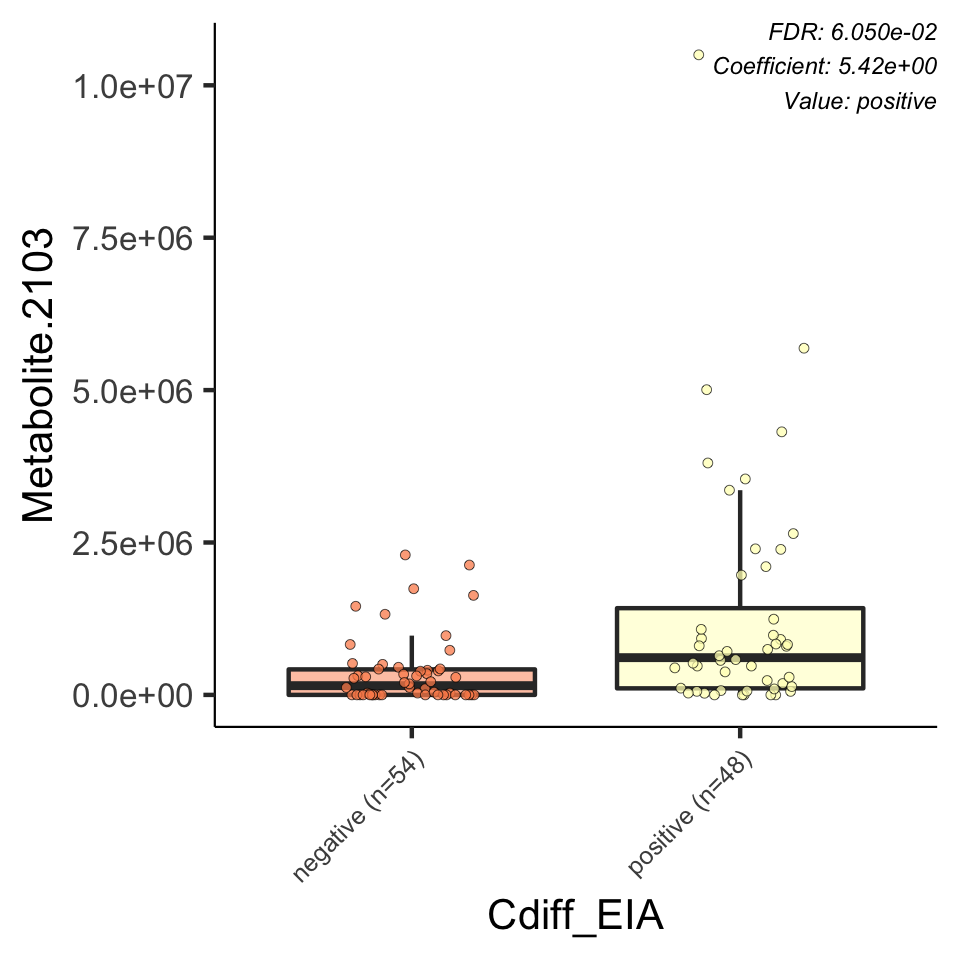 FDR: 6.050e-02
Coefficient: 5.42e+00
Value: positive
Metabolite.2103
1.0e+07
7.5e+06
5.0e+06
2.5e+06
0.0e+00
negative (n=54)
positive (n=48)
Cdiff_EIA